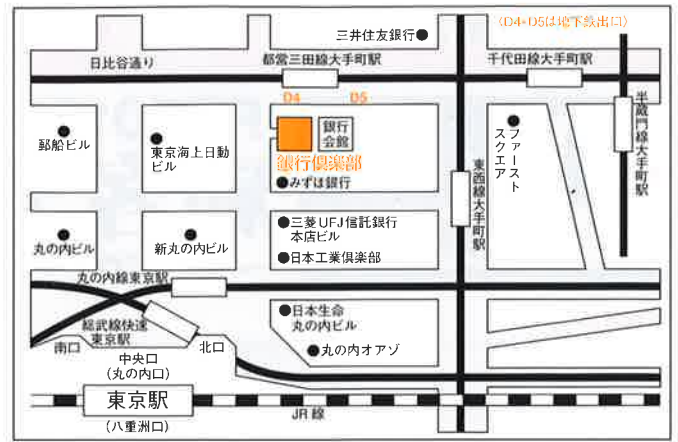 三井住友銀行
（D4・D5は地下鉄出口）
日比谷通り
都営三田線大手町駅
千代田線大手町駅
D4
D5
半蔵門線大手町駅
郵船ビル
東京海上日動
ビル
銀行
会館
銀行倶楽部
みずほ銀行
ファースト
スクエア
東西線大手町駅
丸の内ビル
新丸の内ビル
三菱UFJ信託銀行
本店ビル
日本工業倶楽部
丸の内線東京駅
総武線快速
東京駅
日本生命
丸の内ビル
丸の内オアゾ
南口
中央口
（丸の内口）
北口
東京駅
（八重洲口）
JR線